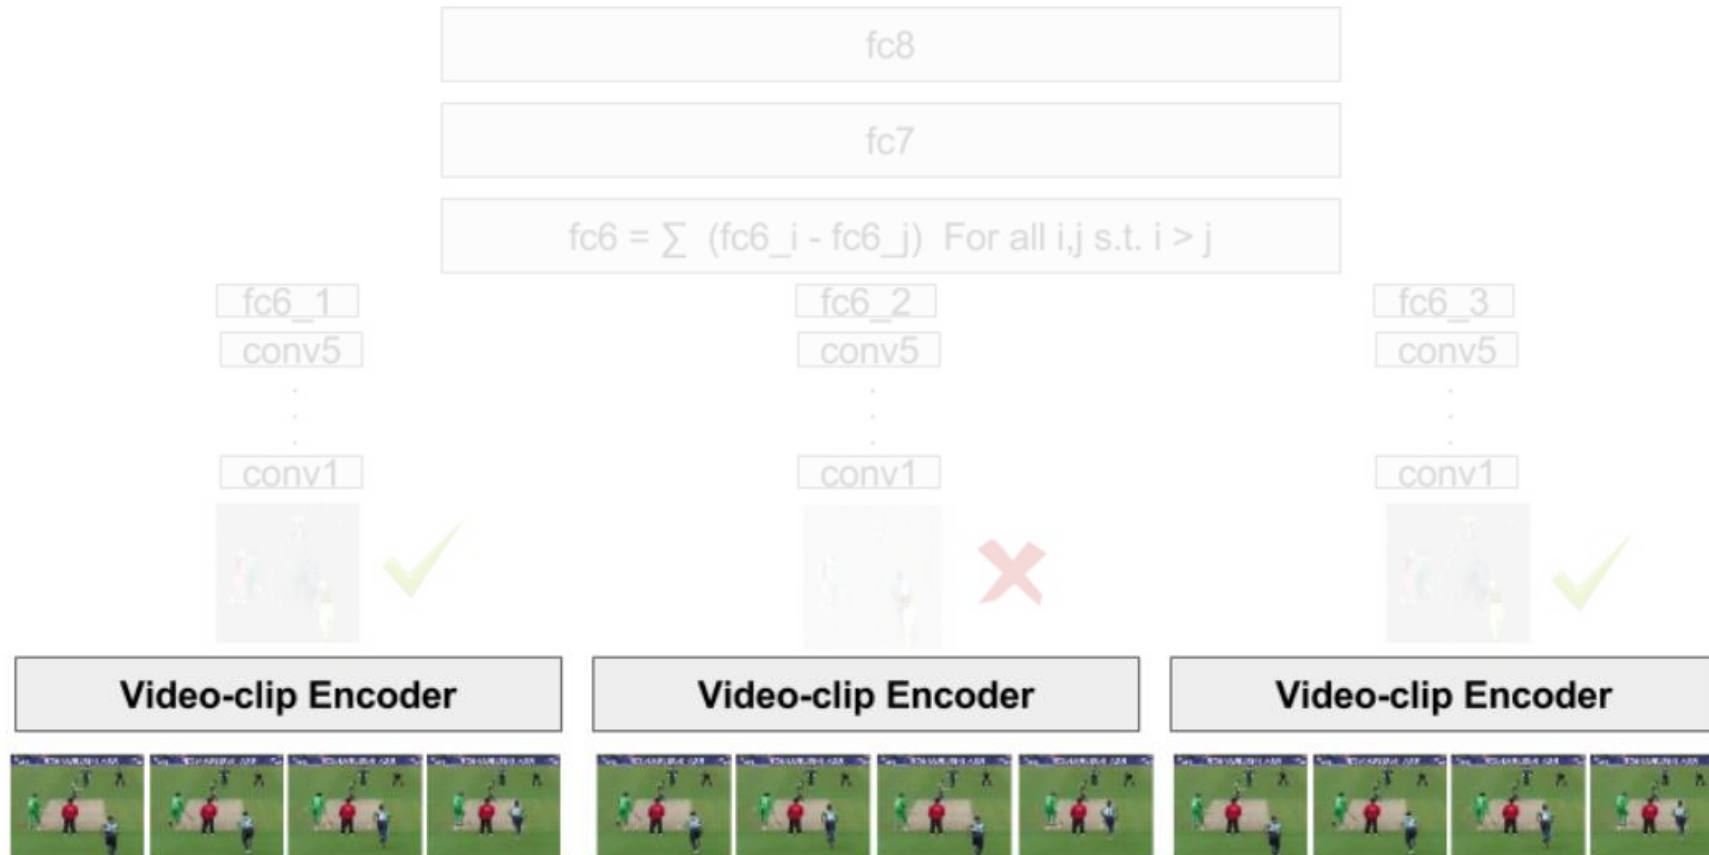 fc8
fc7
fc6 = ∑ (fc6_i - fc6_j) For all i,j s.t. i > j
fc6_1 fc6_2 fc6_3
conv5 conv5 conv5
conv1 conv1 conv1
Video-clip Encoder Video-clip Encoder Video-clip Encoder